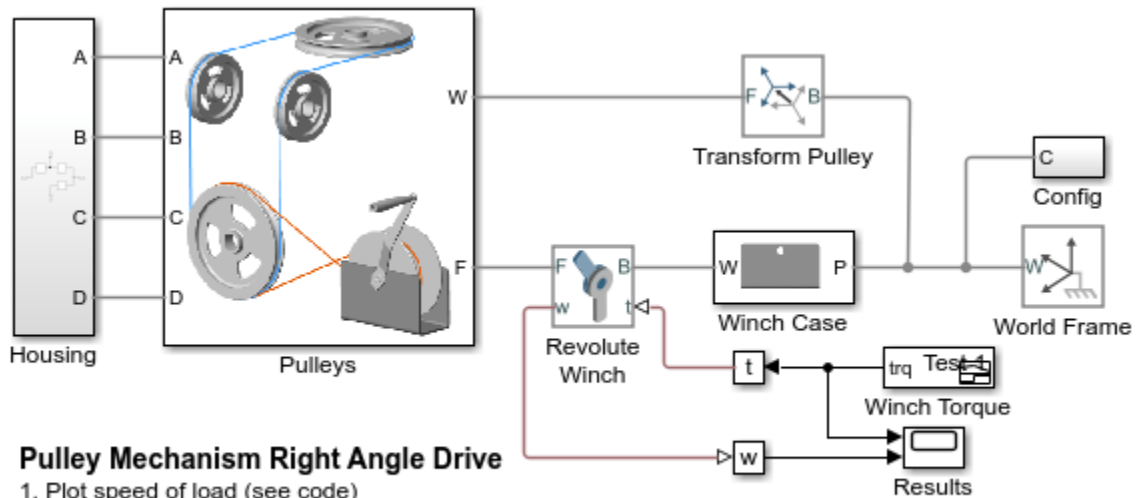 A
B
C
D
Housing
A
B
C
D
W
F
Pulleys
F
B
Transform Pulley
C
Config
F
B
w
t
Revolute
Winch
W
P
Winch Case
W
World Frame
t
trq
Test 1
Winch Torque
w
Results
Pulley Mechanism Right Angle Drive
1. Plot speed of load (see code)